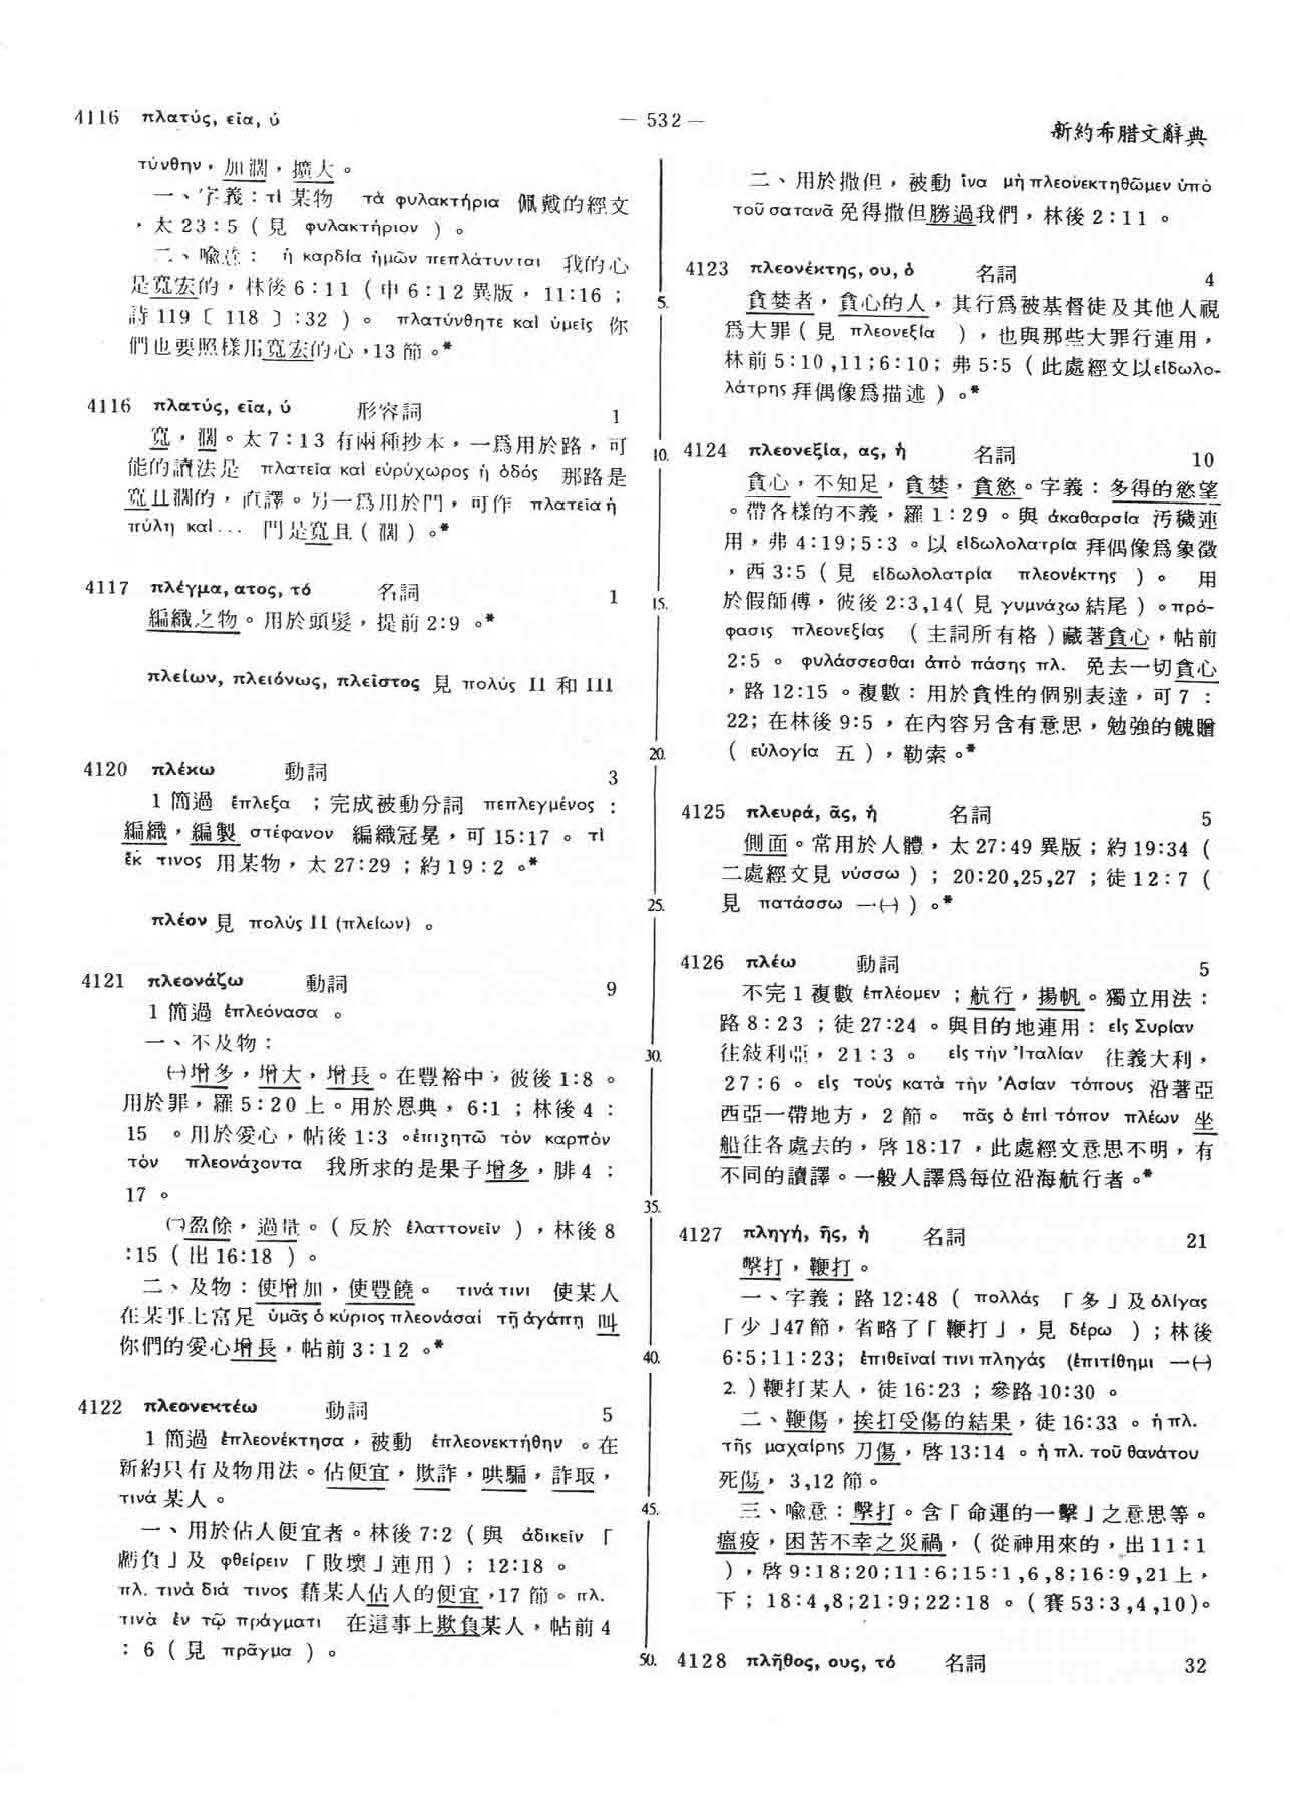 4116 πλατύς, εῖα, ύ
— 532 —
新約希腊文辭典
τύνθην，加濶，擴大。
一、字義：τὶ 某物 τὰ φυλακτήρια 佩戴的經文
，太 23:5（見 φυλακτήριον ）。
二、喻意： ἡ καρδία ἡμῶν πεπλάτυνται 我的心
是寬宏的，林後 6:11（申 6:12 異版，11:16；
詩 119〔 118 〕:32 ）。 πλατύνθητε καὶ ὑμεῖς 你
們也要照樣用寬宏的心，13 節。*
4116 πλατύς, εῖα, ύ 形容詞 1
寬，濶。太 7:13 有兩種抄本，一爲用於路，可
能的讀法是 πλατεῖα καὶ εὐρύχωρος ἡ ὁδός 那路是
寬且濶的，直譯。另一爲用於門，可作 πλατεῖα ἡ
πύλη καὶ... 門是寬且（濶）。*
4117 πλέγμα, ατος, τό 名詞 1
編織之物。用於頭髮，提前 2:9 。*
πλείων, πλειόνως, πλεῖστος 見 πολύς II 和 III
4120 πλέκω 動詞 3
1 簡過 ἔπλεξα ；完成被動分詞 πεπλεγμένος：
編織，編製 στέφανον 編織冠冕，可 15:17 。 τὶ
ἔκ τινος 用某物，太 27:29；約 19:2 。*
πλέον 見 πολύς II (πλείων) 。
4121 πλεονάζω 動詞 9
1 簡過 ἐπλεόνασα 。
一、不及物：
㈠增多，增大，增長。在豐裕中，彼後 1:8 。
用於罪，羅 5:20 上。用於恩典， 6:1；林後 4：
15 。用於愛心，帖後 1:3 。ἐπιζητῶ τὸν καρπὸν
τὸν πλεονάζοντα 我所求的是果子增多，腓 4：
17 。
㈡盈餘，過量。（反於 ἐλαττονεῖν ），林後 8
:15（出 16:18 ）。
二、及物：使增加，使豐饒。 τινά τινι 使某人
在某事上富足 ὑμᾶς ὁ κύριος πλεονάσαί τῇ ἀγάπῃ 叫
你們的愛心增長，帖前 3:12 。*
4122 πλεονεκτέω 動詞 5
1 簡過 ἐπλεονέκτησα，被動 ἐπλεονεκτήθην 。在
新約只有及物用法。佔便宜，欺詐，哄騙，詐取，
τινά 某人。
一、用於佔人便宜者。林後 7:2（與 ἀδικεῖν「
虧負」及 φθείρειν「敗壞」連用）； 12:18 。
πλ. τινὰ διά τινος 藉某人佔人的便宜，17 節。πλ.
τινὰ ἐν τῷ πράγματι 在這事上欺負某人，帖前 4
：6（見 πρᾶγμα ）。
5.
10.
15.
20.
25.
30.
35.
40.
45.
50.
二、用於撒但，被動 ἵνα μὴ πλεονεκτηθῶμεν ὑπὸ
τοῦ σατανᾶ 免得撒但勝過我們，林後 2:11 。
4123 πλεονέκτης, ου, ὁ 名詞 4
貪婪者，貪心的人，其行爲被基督徒及其他人視
爲大罪（見 πλεονεξία ），也與那些大罪行連用，
林前 5:10,11;6:10; 弗 5:5（此處經文以εἰδωλο-
λάτρης 拜偶像爲描述）。*
4124 πλεονεξία, ας, ἡ 名詞 10
貪心，不知足，貪婪，貪慾。字義：多得的慾望
。帶各樣的不義，羅 1:29 。與 ἀκαθαρσία 汚穢連
用，弗 4:19;5:3 。以 εἰδωλολατρία 拜偶像爲象徵
，西 3:5（見 εἰδωλολατρία πλεονέκτης ）。 用
於假師傅，彼後 2:3,14（見 γυμνάζω 結尾）。πρό-
φασις πλεονεξίας （主詞所有格）藏著貪心，帖前
2:5 。 φυλάσσεσθαι ἀπὸ πάσης πλ. 免去一切貪心
，路 12:15 。複數：用於貪性的個別表達，可 7：
22; 在林後 9:5，在內容另含有意思，勉強的餽贈
（ εὐλογία 五），勒索。*
4125 πλευρά, ᾶς, ἡ 名詞 5
側面。常用於人體，太 27:49 異版；約 19:34（
二處經文見 νύσσω）； 20:20,25,27；徒 12:7（
見 πατάσσω 一㈠）。*
4126 πλέω 動詞 5
不完 1 複數 ἐπλέομεν；航行，揚帆。獨立用法：
路 8:23；徒 27:24 。與目的地連用：εἰς Συρίαν
往敍利亞，21:3 。 εἰς τὴν Ἰταλίαν 往義大利，
27:6 。 εἰς τοὺς κατὰ τὴν Ἀσίαν τόπους 沿著亞
西亞一帶地方，2 節。 πᾶς ὁ ἐπὶ τόπον πλέων 坐
船往各處去的，啓 18:17，此處經文意思不明，有
不同的讀譯。一般人譯爲每位沿海航行者。*
4127 πληγή, ῆς, ἡ 名詞 21
擊打，鞭打。
一、字義；路 12:48（ πολλάς「多」及 ὀλίγας
「少」47 節，省略了「鞭打」，見 δέρω ）；林後
6:5;11:23; ἐπιθεῖναί τινι πληγάς (ἐπιτίθημι 一㈠
2. ）鞭打某人，徒 16:23；參路 10:30 。
二、鞭傷，挨打受傷的結果，徒 16:33 。ἡ πλ.
τῆς μαχαίρης 刀傷，啓 13:14 。ἡ πλ. τοῦ θανάτου
死傷， 3,12 節。
三、喻意：擊打。含「命運的一擊」之意思等。
瘟疫，困苦不幸之災禍，（從神用來的，出 11:1
），啓 9:18;20;11:6;15:1,6,8;16:9,21 上，
下；18:4,8;21:9;22:18 。（賽 53:3,4,10)。
4128 πλῆθος, ους, τό 名詞 32